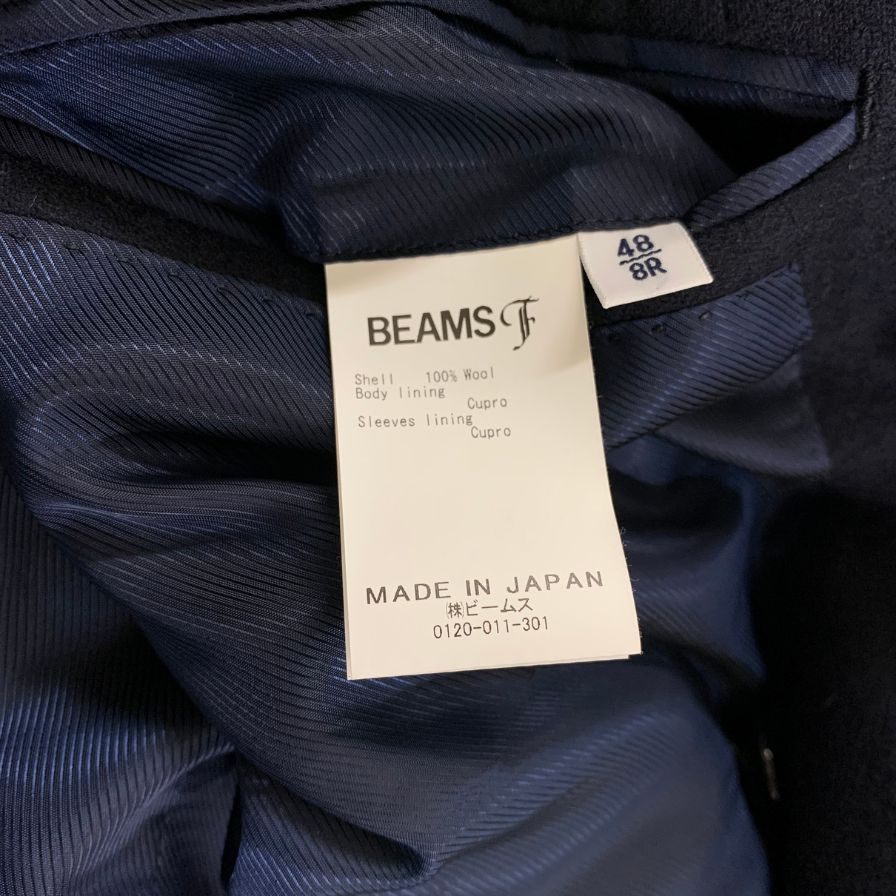 48
8R
BEAMS F
Shell 100% Wool
Body lining
Cupro
Sleeves lining
Cupro
MADE IN JAPAN
㈱ビームス
0120-011-301